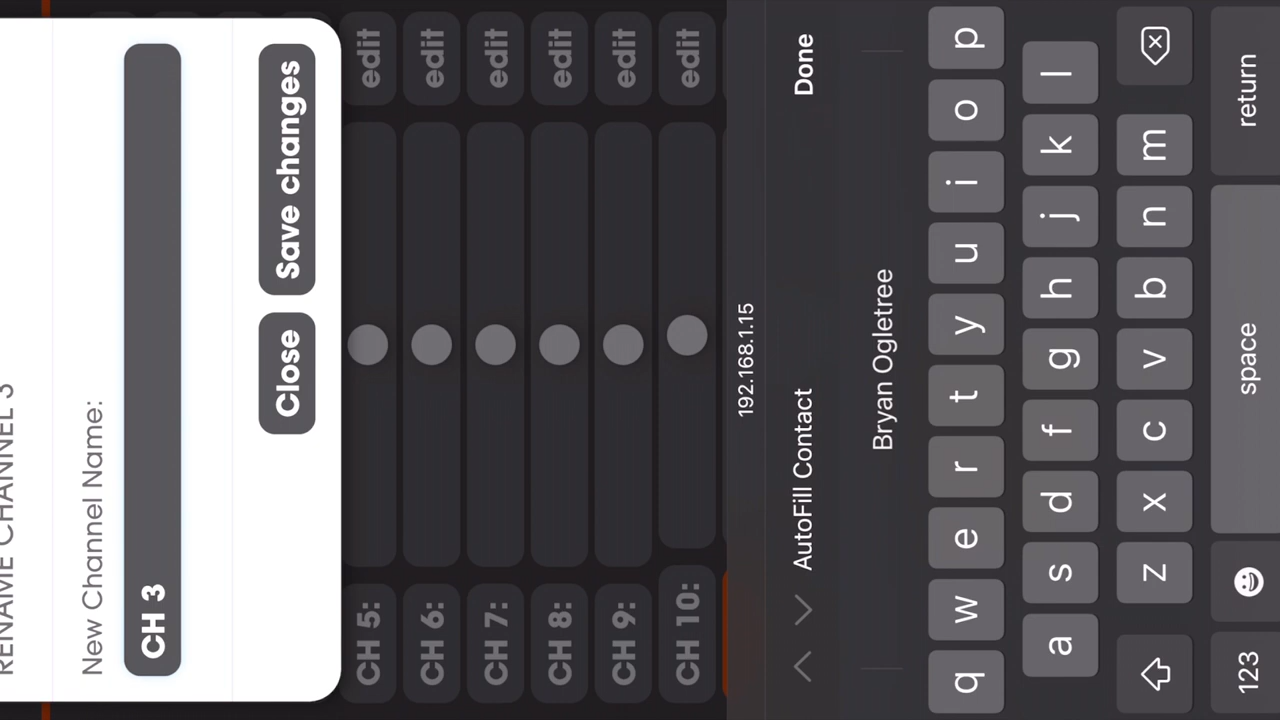 RENAME CHANNEL 3
New Channel Name:
CH 3
Close Save changes
CH 5: edit
CH 6: edit
CH 7: edit
CH 8: edit
CH 9: edit
CH 10: edit
192.168.1.15
AutoFill Contact Done
Bryan Ogletree
q w e r t y u i o p
a s d f g h j k l
z x c v b n m
123 space return